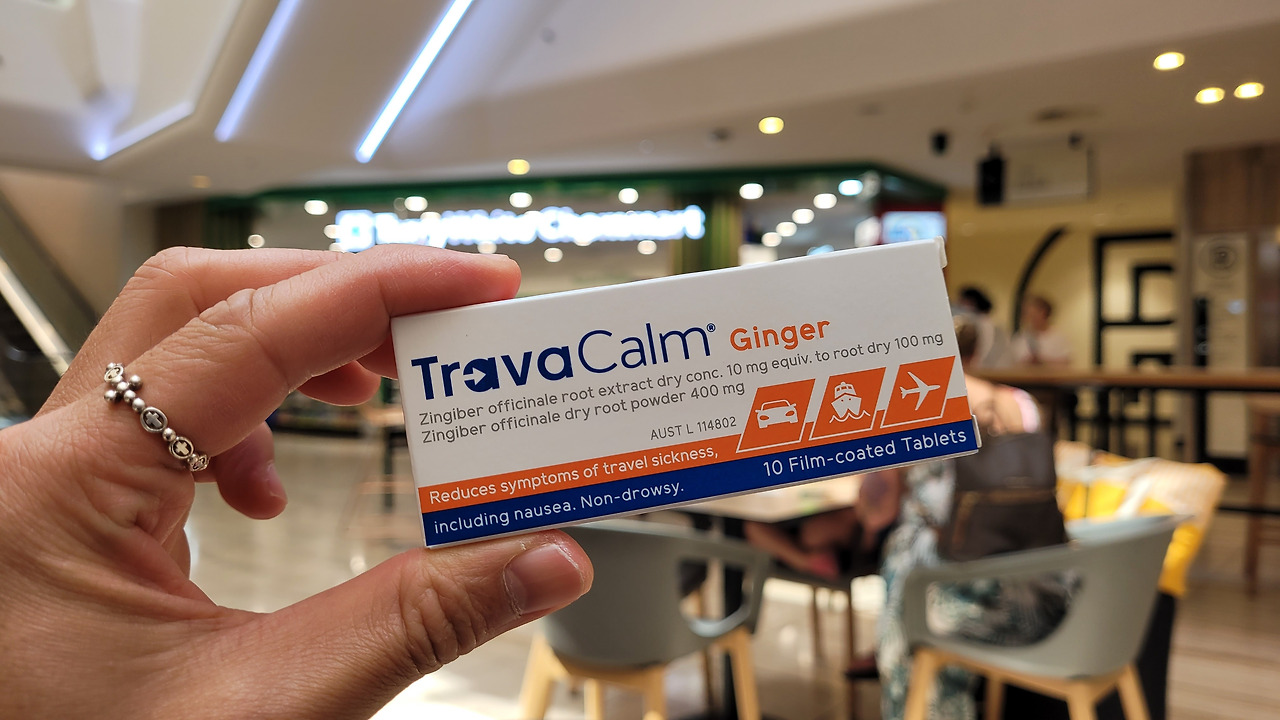 TravaCalm® Ginger
Zingiber officinale root extract dry conc. 10 mg equiv. to root dry 100 mg
Zingiber officinale dry root powder 400 mg
AUST L 114802
Reduces symptoms of travel sickness,
including nausea. Non-drowsy.
10 Film-coated Tablets